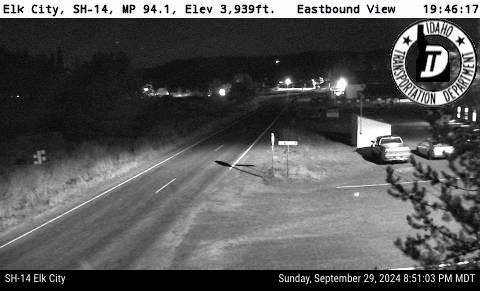 Elk City, SH-14, MP 94.1, Elev 3,939ft.   Eastbound View   19:46:17
IDAHO
TRANSPORTATION DEPARTMENT
SH-14 Elk City
Sunday, September 29, 2024 8:51:03 PM MDT